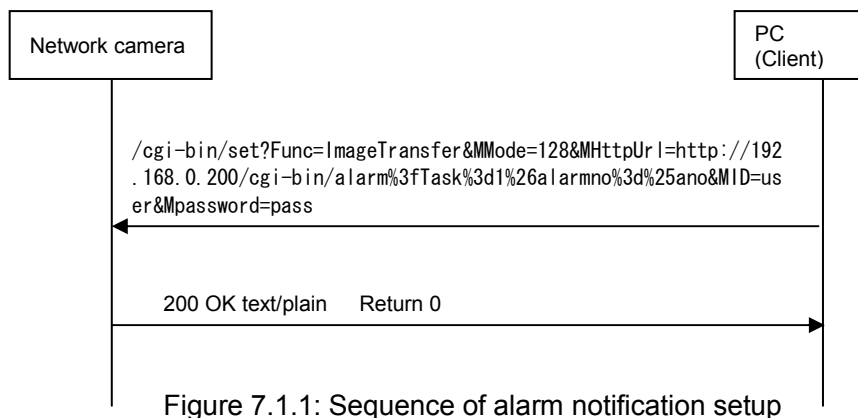 Network camera
PC
(Client)
/cgi-bin/set?Func=ImageTransfer&MMode=128&MHttpUrl=http://192
.168.0.200/cgi-bin/alarm%3fTask%3d1%26alarmno%3d%25ano&MID=us
er&Mpassword=pass
200 OK text/plain Return 0
Figure 7.1.1: Sequence of alarm notification setup